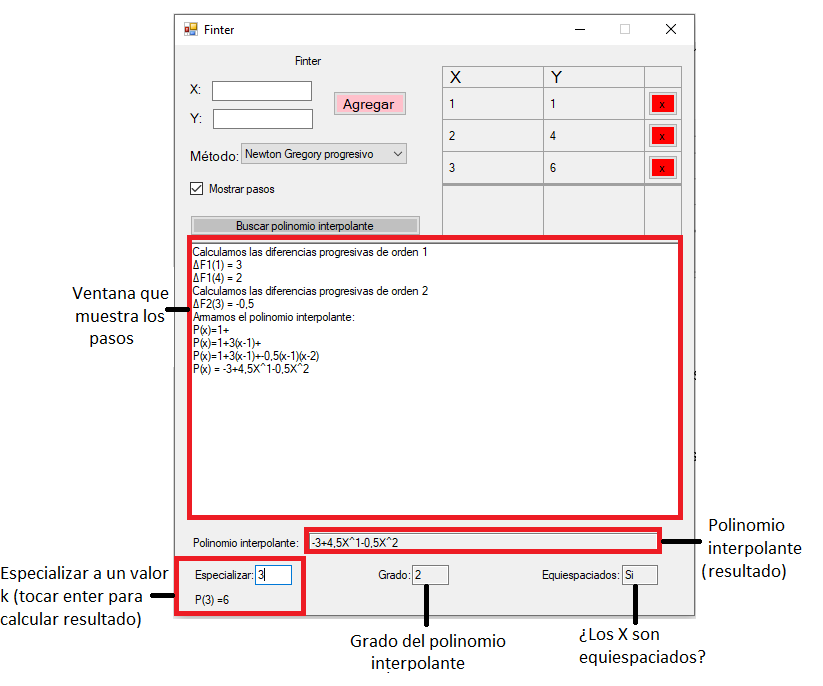 Finter
Finter
X:
Agregar
Y:
Método: Newton Gregory progresivo
Mostrar pasos
Buscar polinomio interpolante
X Y
1 1 x
2 4 x
3 6 x
Calculamos las diferencias progresivas de orden 1
ΔF1(1) = 3
ΔF1(4) = 2
Calculamos las diferencias progresivas de orden 2
ΔF2(3) = -0,5
Armamos el polinomio interpolante:
P(x)=1+
P(x)=1+3(x-1)+
P(x)=1+3(x-1)+-0,5(x-1)(x-2)
P(x) = -3+4,5X^1-0,5X^2
Ventana que
muestra los
pasos
Polinomio interpolante: -3+4,5X^1-0,5X^2
Polinomio
interpolante
(resultado)
Especializar: 3
P(3) =6
Grado: 2
Equiespaciados: Si
Especializar a un valor
k (tocar enter para
calcular resultado)
Grado del polinomio
interpolante
¿Los X son
equiespaciados?